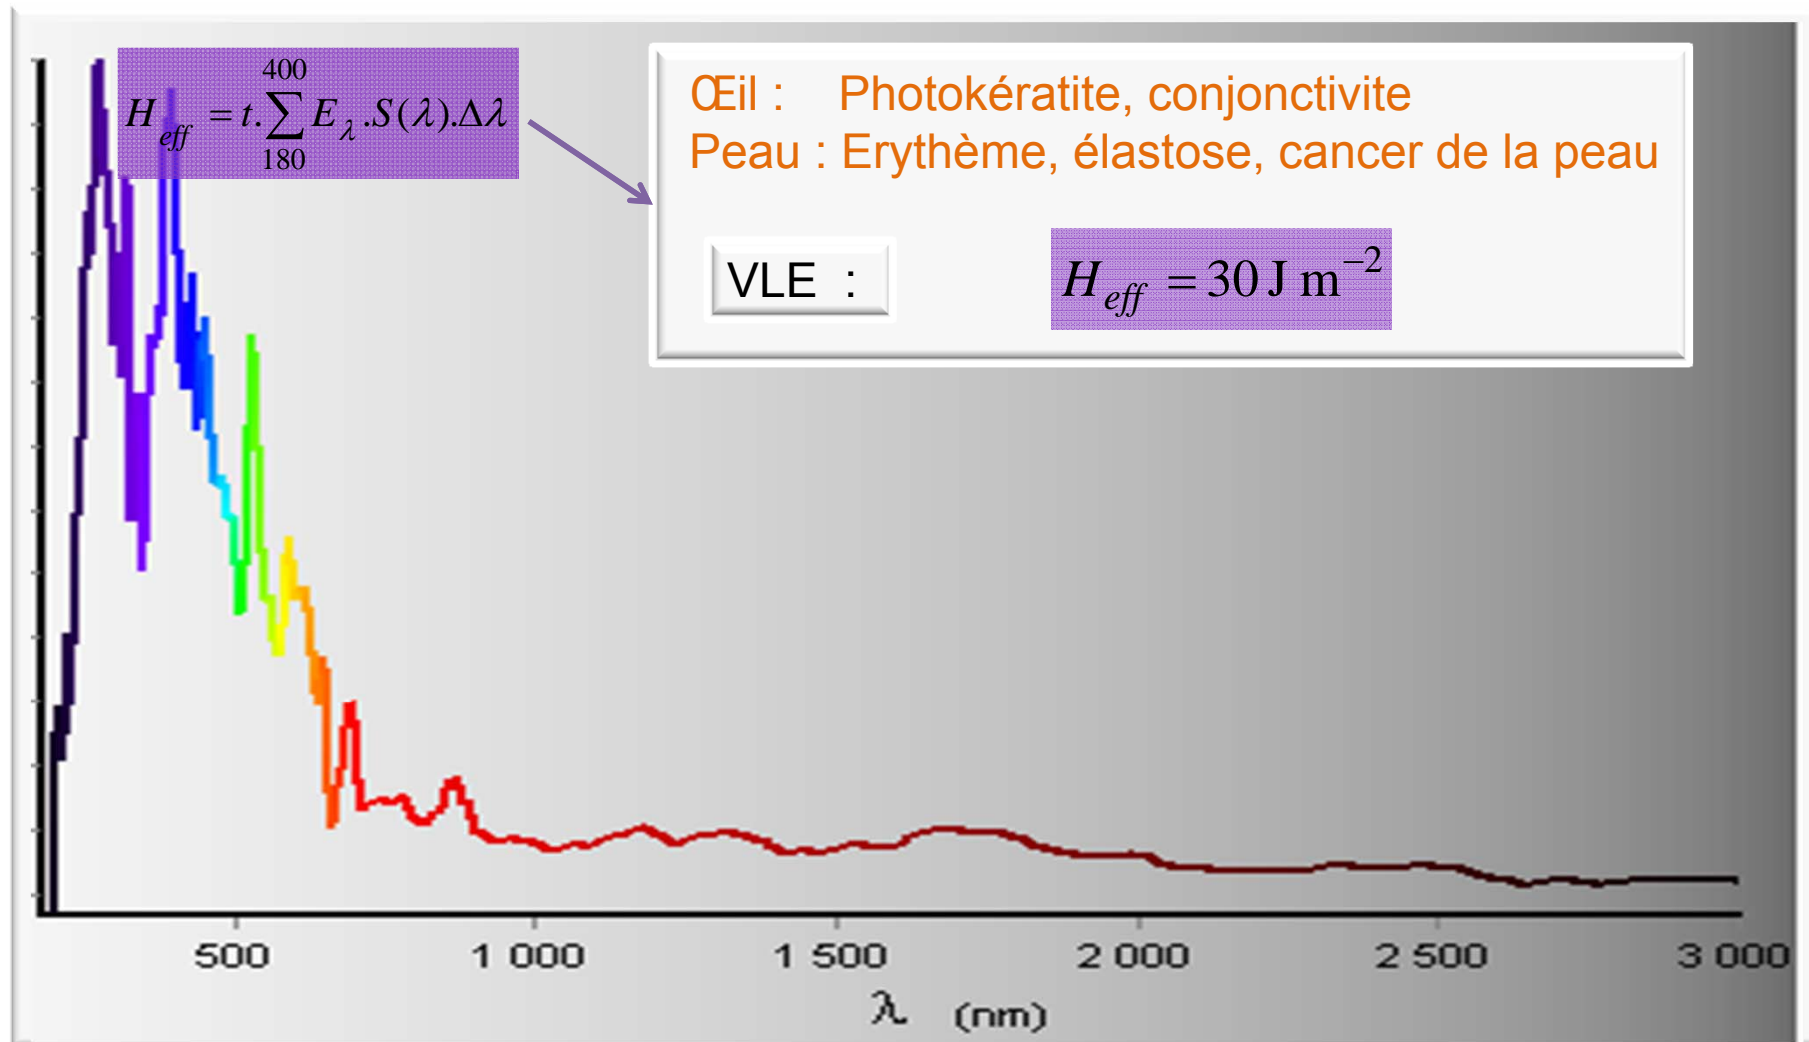 400
H_eff = t.∑ E_λ.S(λ).Δλ
180
Œil : Photokératite, conjonctivite
Peau : Erythème, élastose, cancer de la peau
VLE : H_eff = 30 J m⁻²
500 1 000 1 500 2 000 2 500 3 000
λ (nm)